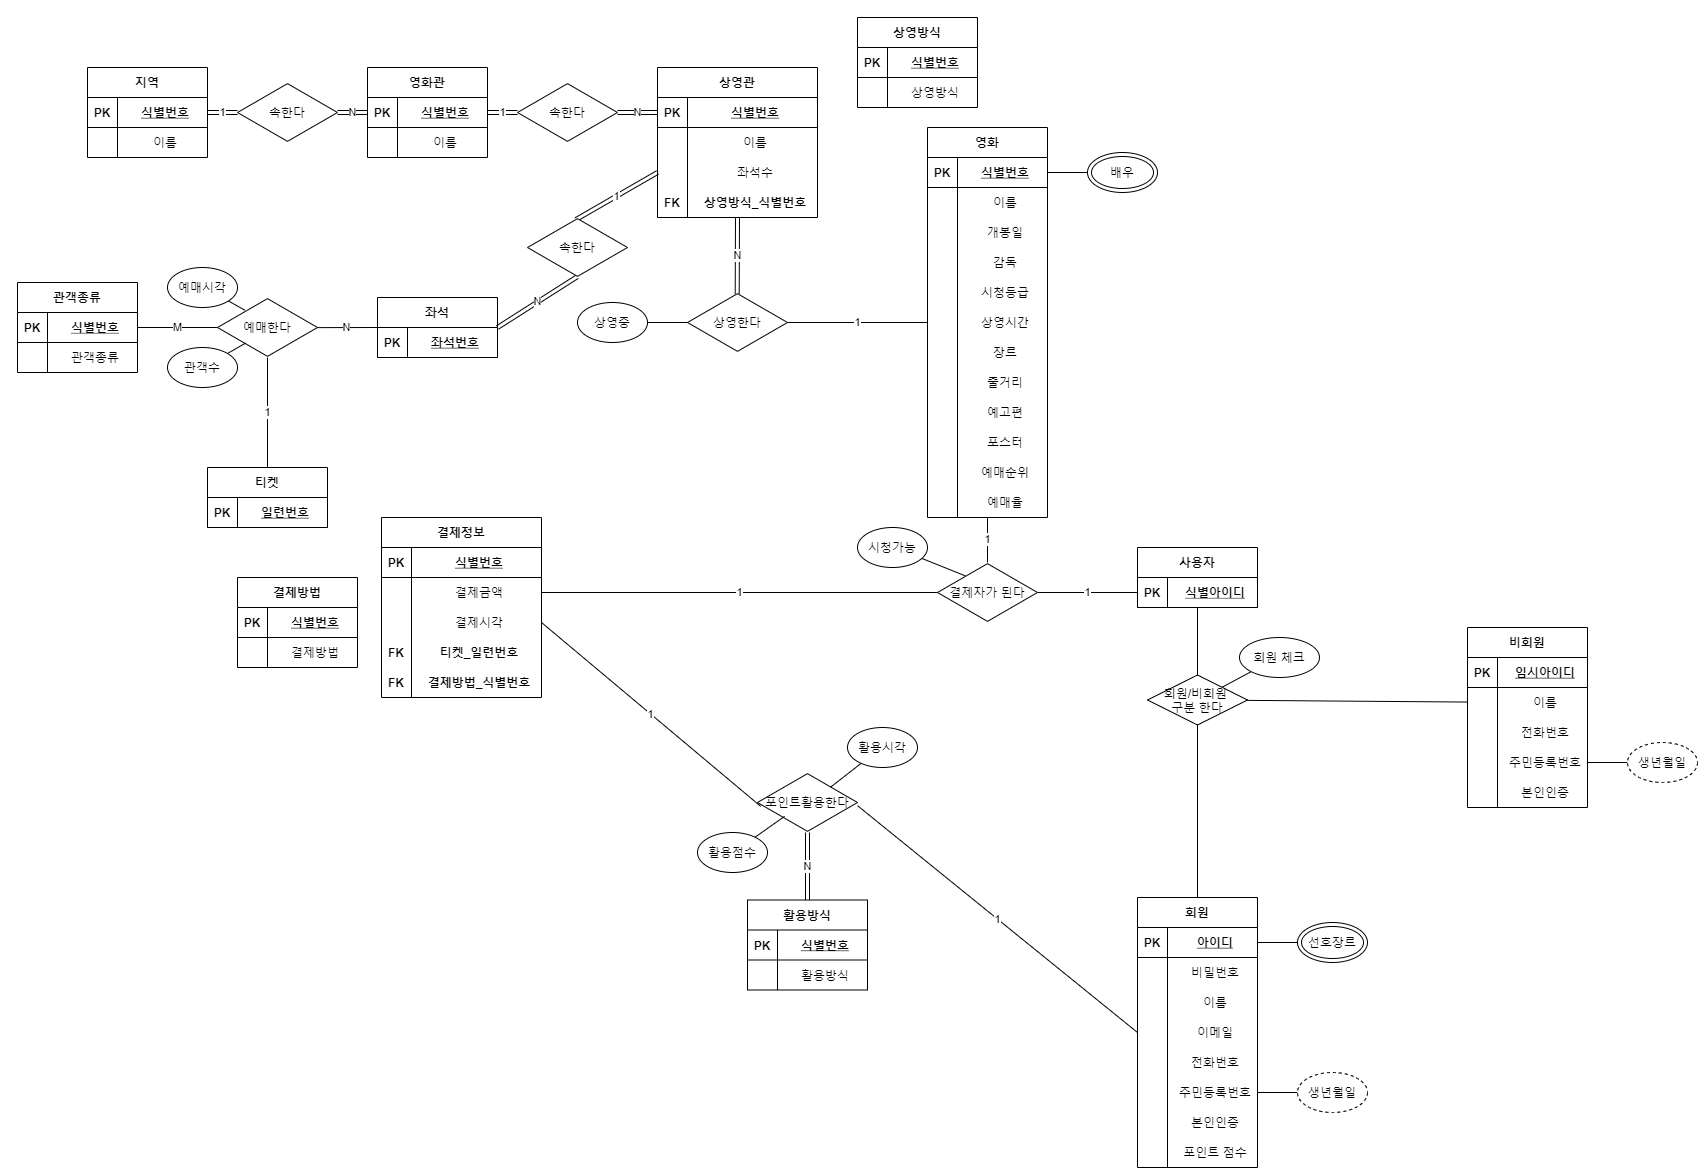 상영방식
PK 식별번호
상영방식
지역
PK 식별번호
이름
1
속한다
N
영화관
PK 식별번호
이름
1
속한다
N
상영관
PK 식별번호
이름
좌석수
FK 상영방식_식별번호
1
속한다
N
N
상영중
상영한다
1
영화
PK 식별번호
이름
개봉일
감독
시청등급
상영시간
장르
줄거리
예고편
포스터
예매순위
예매율
배우
관객종류
PK 식별번호
관객종류
M
예매시각
예매한다
관객수
N
좌석
PK 좌석번호
1
티켓
PK 일련번호
결제정보
PK 식별번호
결제금액
결제시각
FK 티켓_일련번호
FK 결제방법_식별번호
결제방법
PK 식별번호
결제방법
1
시청가능
1
결제자가 된다
1
사용자
PK 식별아이디
회원 체크
회원/비회원
구분 한다
비회원
PK 임시아이디
이름
전화번호
주민등록번호
본인인증
생년월일
1
활용시각
포인트활용한다
활용점수
N
1
활용방식
PK 식별번호
활용방식
회원
PK 아이디
비밀번호
이름
이메일
전화번호
주민등록번호
본인인증
포인트 점수
선호장르
생년월일